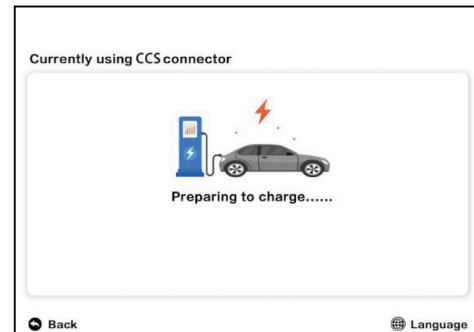 Currently using CCS connector
Preparing to charge......
Back
Language